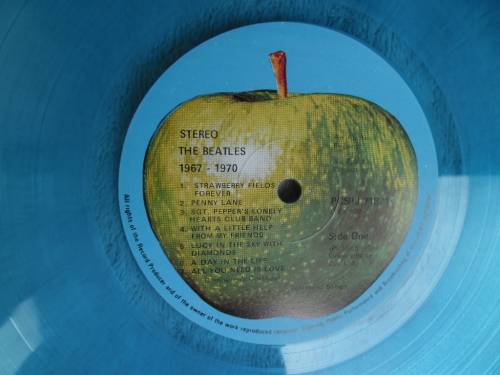 STEREO
THE BEATLES
1967 - 1970
1. STRAWBERRY FIELDS
FOREVER
2. PENNY LANE
3. SGT. PEPPER'S LONELY
HEARTS CLUB BAND
4. WITH A LITTLE HELP
FROM MY FRIENDS
5. LUCY IN THE SKY WITH
DIAMONDS
6. A DAY IN THE LIFE
7. ALL YOU NEED IS LOVE
Side One
All rights of the Record Producer and of the owner of the work reproduced reserved